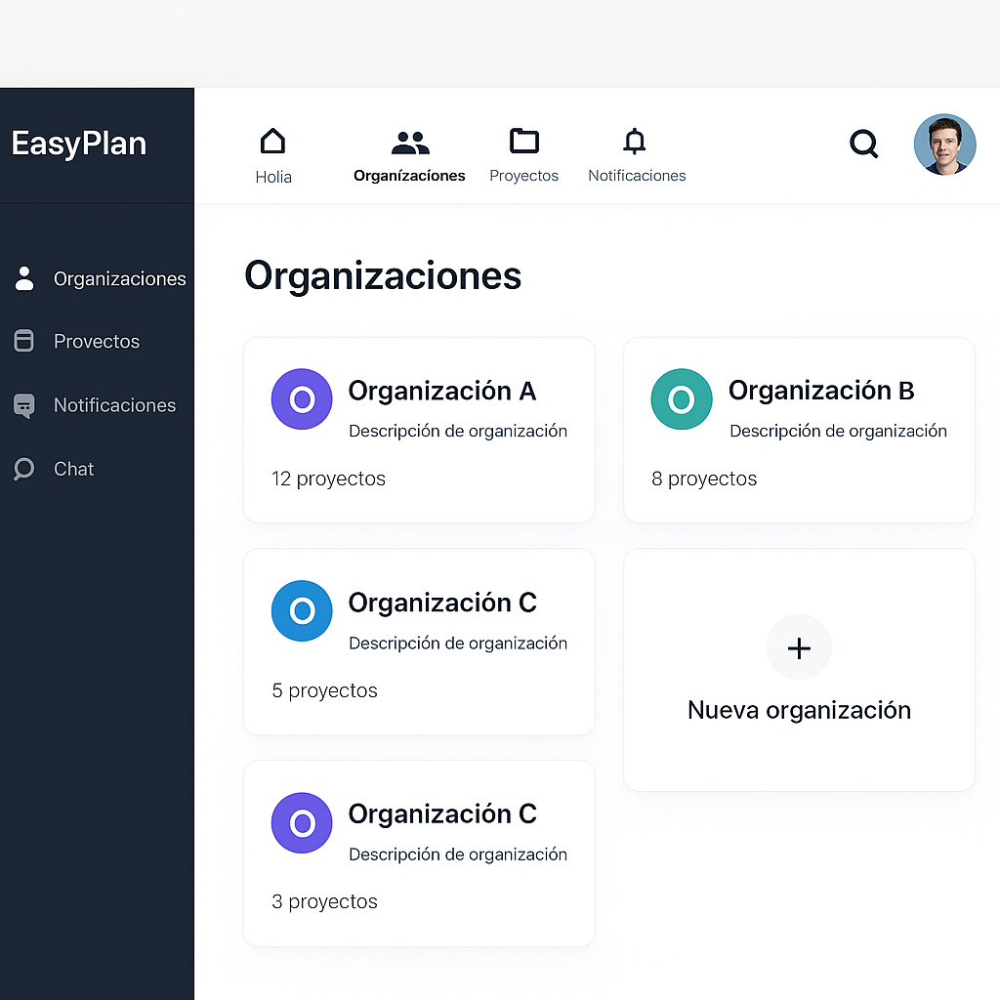 EasyPlan
Holia
Organízacíones
Proyectos
Notificaciones
Organizaciones
Provectos
Notificaciones
Chat
Organizaciones
O
Organización A
Descripción de organización
12 proyectos
O
Organización B
Descripción de organización
8 proyectos
O
Organización C
Descripción de organización
5 proyectos
+
Nueva organización
O
Organización C
Descripción de organización
3 proyectos